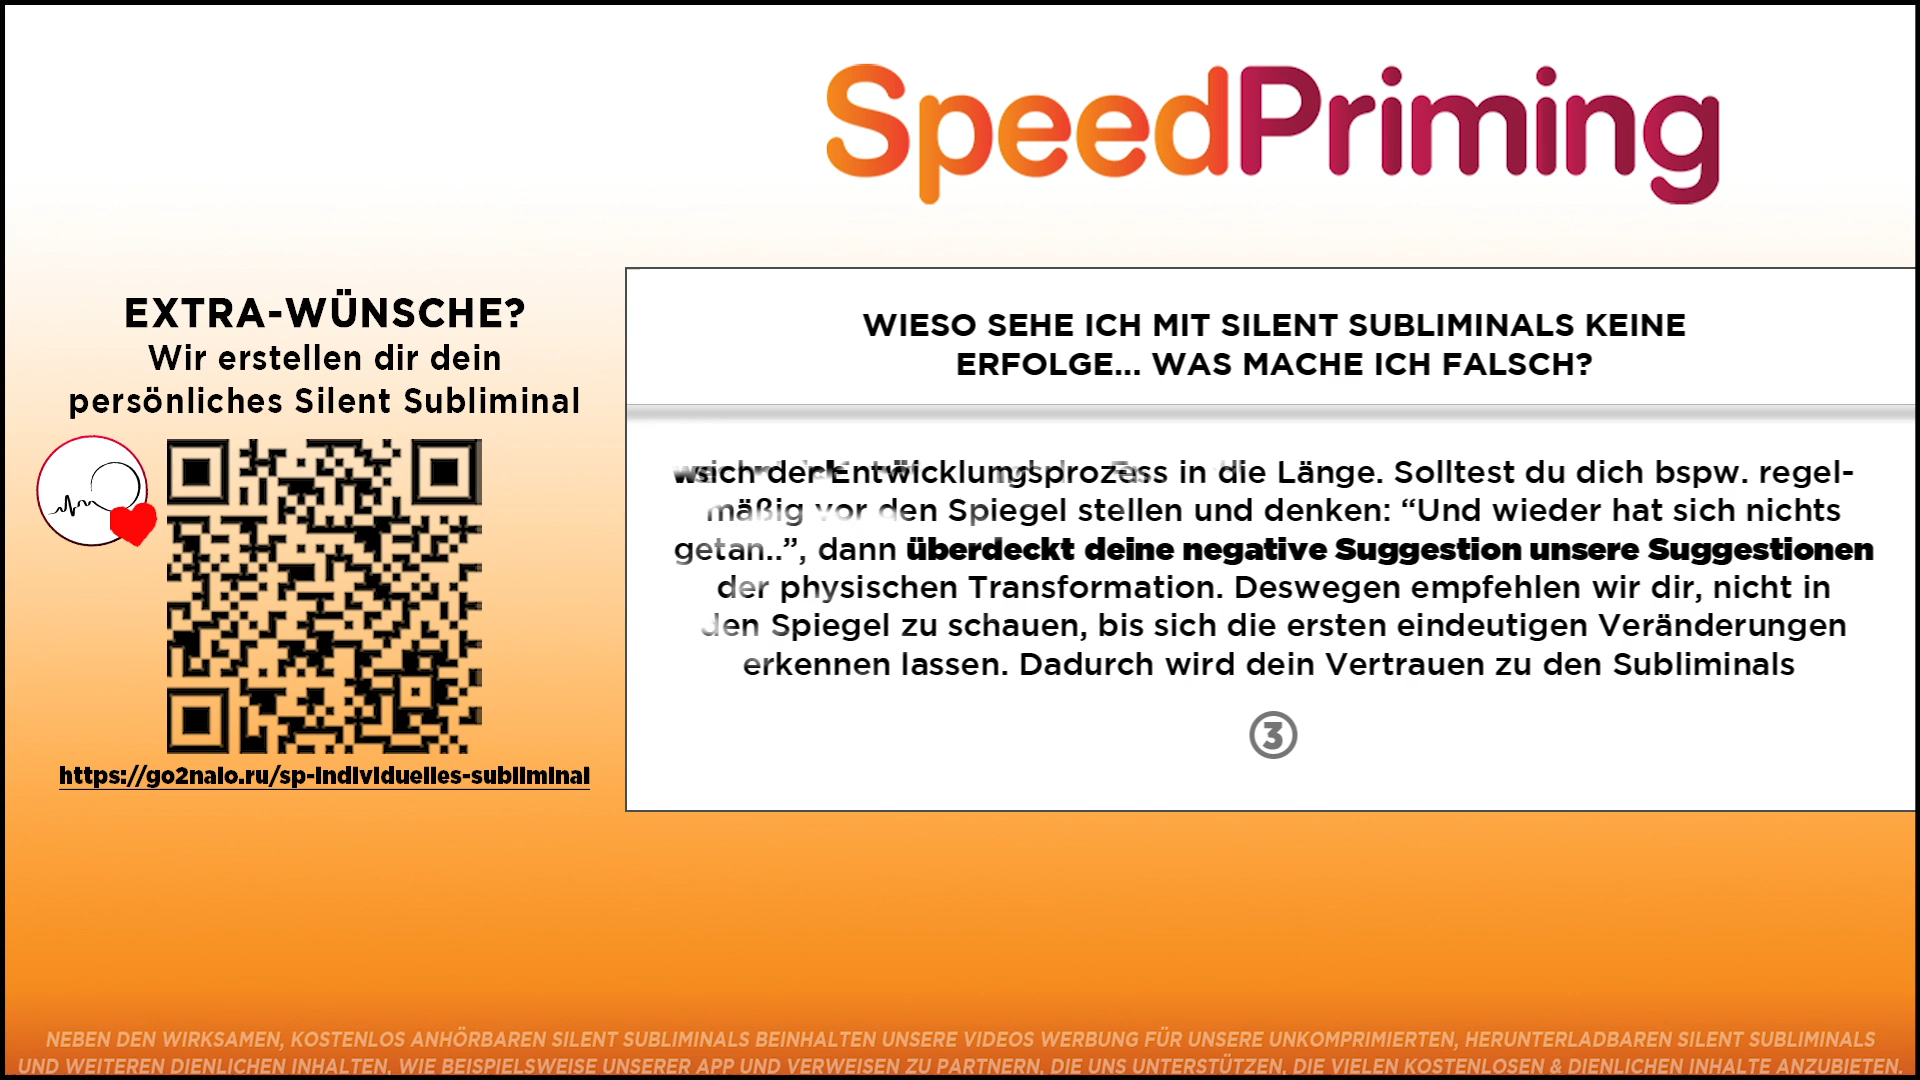 SpeedPriming
EXTRA-WÜNSCHE?
Wir erstellen dir dein
persönliches Silent Subliminal
https://go2nalo.ru/sp-individuelles-subliminal
WIESO SEHE ICH MIT SILENT SUBLIMINALS KEINE
ERFOLGE... WAS MACHE ICH FALSCH?
sich der Entwicklungsprozess in die Länge. Solltest du dich bspw. regel-
mäßig vor den Spiegel stellen und denken: “Und wieder hat sich nichts
getan..”, dann überdeckt deine negative Suggestion unsere Suggestionen
der physischen Transformation. Deswegen empfehlen wir dir, nicht in
den Spiegel zu schauen, bis sich die ersten eindeutigen Veränderungen
erkennen lassen. Dadurch wird dein Vertrauen zu den Subliminals
3
NEBEN DEN WIRKSAMEN, KOSTENLOS ANHÖRBAREN SILENT SUBLIMINALS BEINHALTEN UNSERE VIDEOS WERBUNG FÜR UNSERE UNKOMPRIMIERTEN, HERUNTERLADBAREN SILENT SUBLIMINALS
UND WEITEREN DIENLICHEN INHALTEN, WIE BEISPIELSWEISE UNSERER APP UND VERWEISEN ZU PARTNERN, DIE UNS UNTERSTÜTZEN, DIE VIELEN KOSTENLOSEN & DIENLICHEN INHALTE ANZUBIETEN.